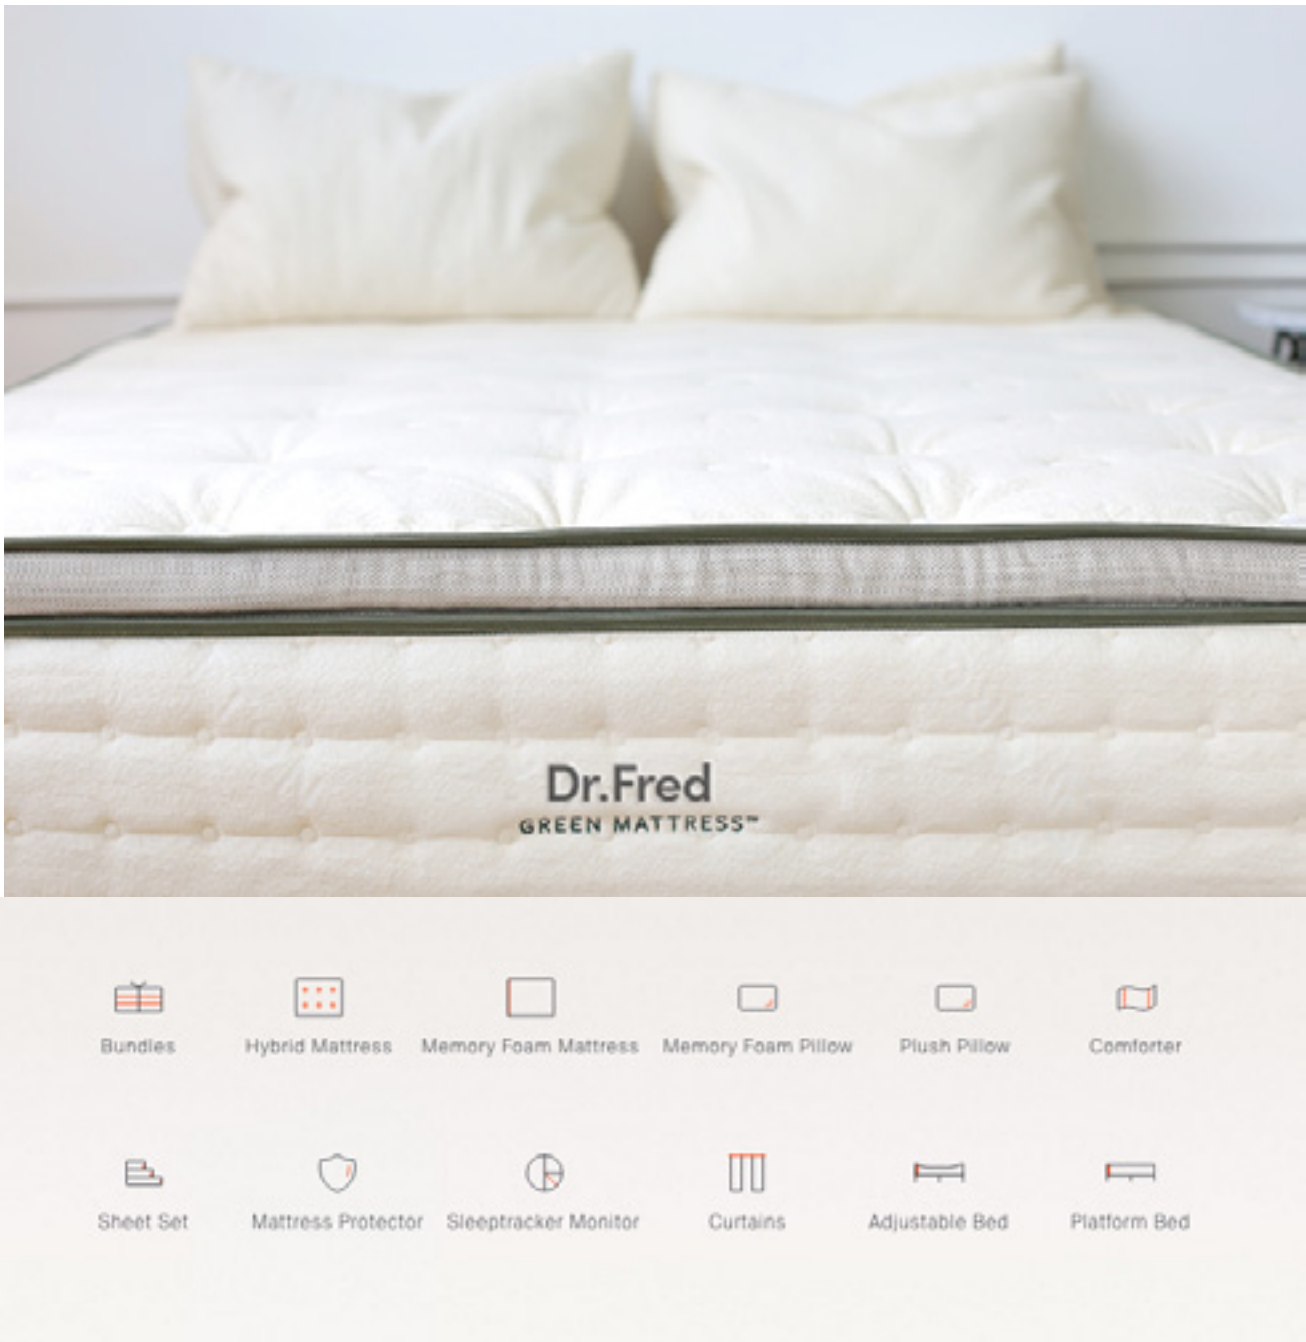 Dr.Fred
GREEN MATTRESS™
Bundles
Hybrid Mattress
Memory Foam Mattress
Memory Foam Pillow
Plush Pillow
Comforter
Sheet Set
Mattress Protector
Sleeptracker Monitor
Curtains
Adjustable Bed
Platform Bed